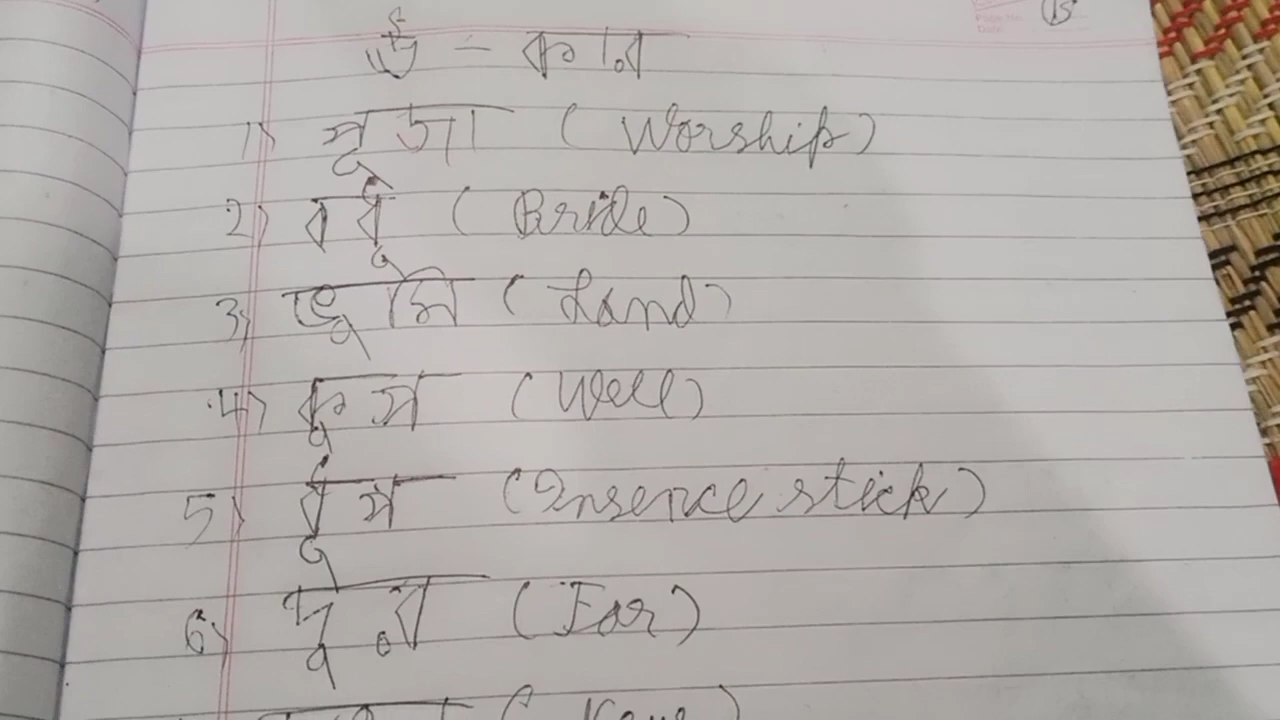 ঊ - কার
1) পূজা (Worship)
2) বধূ (Bride)
3) ভূমি (Land)
4) কূপ (Well)
5) ধূপ (Insence stick)
6) দূর (Far)